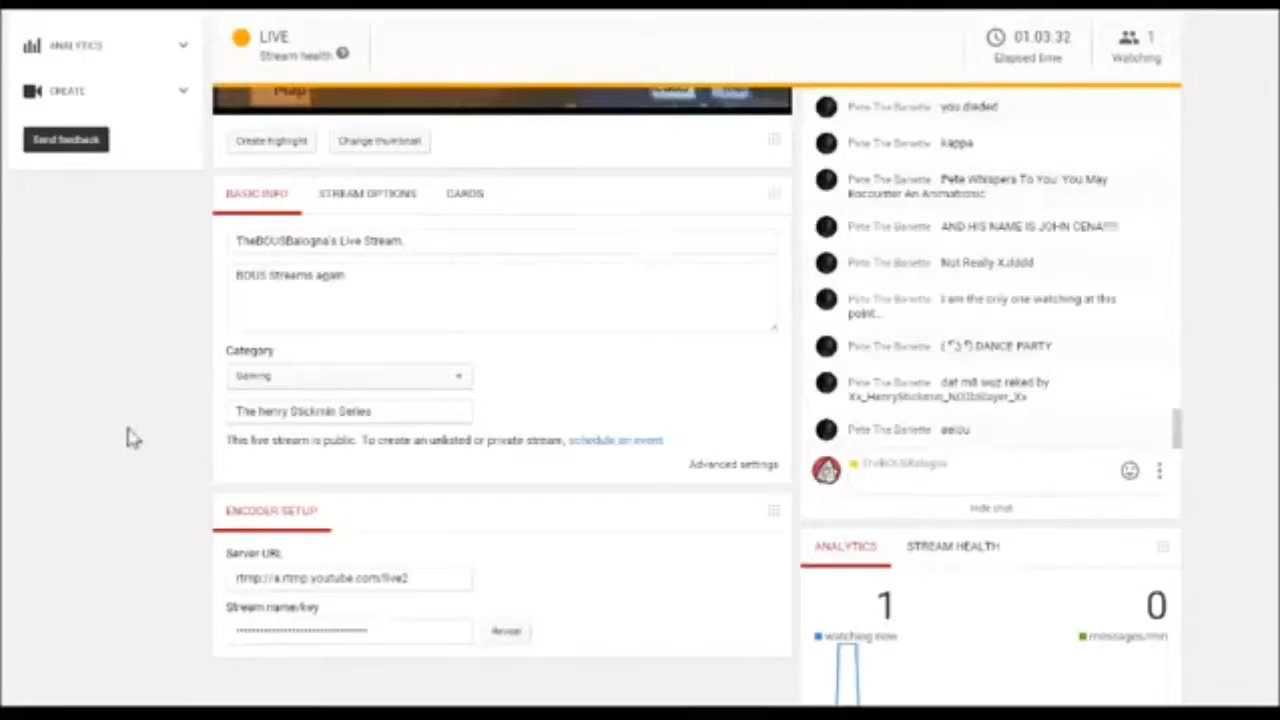 ANALYTICS
CREATE
Send feedback
LIVE
Stream health
01:03:32
Elapsed time
1
Watching
Map
Create highlight
Change thumbnail
BASIC INFO
STREAM OPTIONS
CARDS
TheBOUSBalogna's Live Stream.
BOUS Streams again
Category
Gaming
The henry Stickmin Series
This live stream is public. To create an unlisted or private stream, schedule an event
Advanced settings
ENCODER SETUP
Server URL
rtmp://a.rtmp.youtube.com/live2
Stream name/key
Reveal
Pete The Banette you dieded
Pete The Banette kappa
Pete The Banette Pete Whispers To You: You May
Encounter An Animatronic
Pete The Banette AND HIS NAME IS JOHN CENA!!!!!
Pete The Banette Not Really X.dddd
Pete The Banette I am the only one watching at this
point...
Pete The Banette DANCE PARTY
Pete The Banette dat m8 wuz reked by
Xx_HenryStickmin_N00bSlayer_Xx
Pete The Banette aeiou
TheBOUSBalogna
Hide chat
ANALYTICS
STREAM HEALTH
1
watching now
0
messages/min